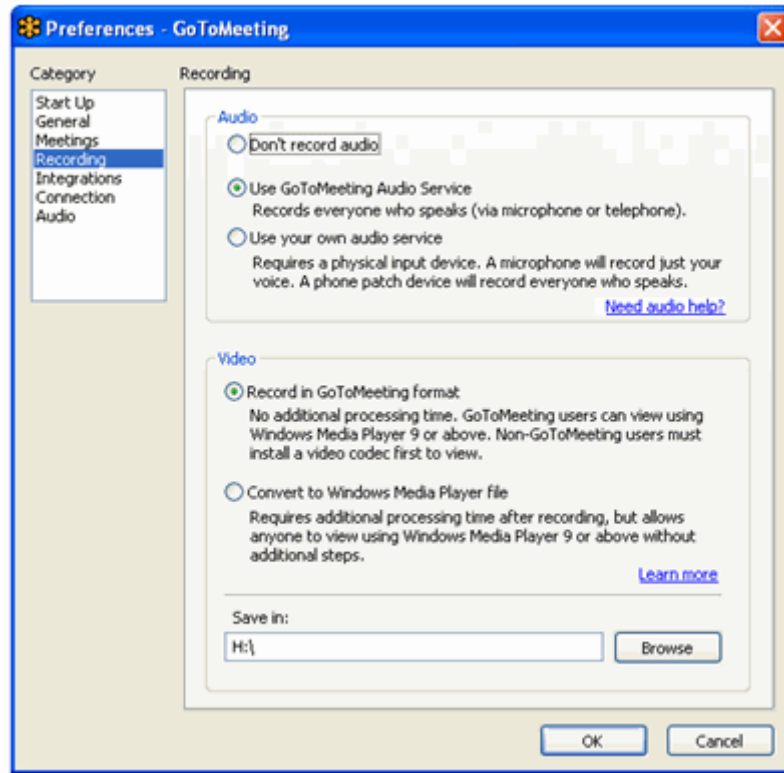 Preferences - GoToMeeting
Category
Recording
Start Up
General
Meetings
Recording
Integrations
Connection
Audio
Audio
Don't record audio
Use GoToMeeting Audio Service
Records everyone who speaks (via microphone or telephone).
Use your own audio service
Requires a physical input device. A microphone will record just your
voice. A phone patch device will record everyone who speaks.
Need audio help?
Video
Record in GoToMeeting format
No additional processing time. GoToMeeting users can view using
Windows Media Player 9 or above. Non-GoToMeeting users must
install a video codec first to view.
Convert to Windows Media Player file
Requires additional processing time after recording, but allows
anyone to view using Windows Media Player 9 or above without
additional steps.
Learn more
Save in:
H:\
Browse
OK
Cancel